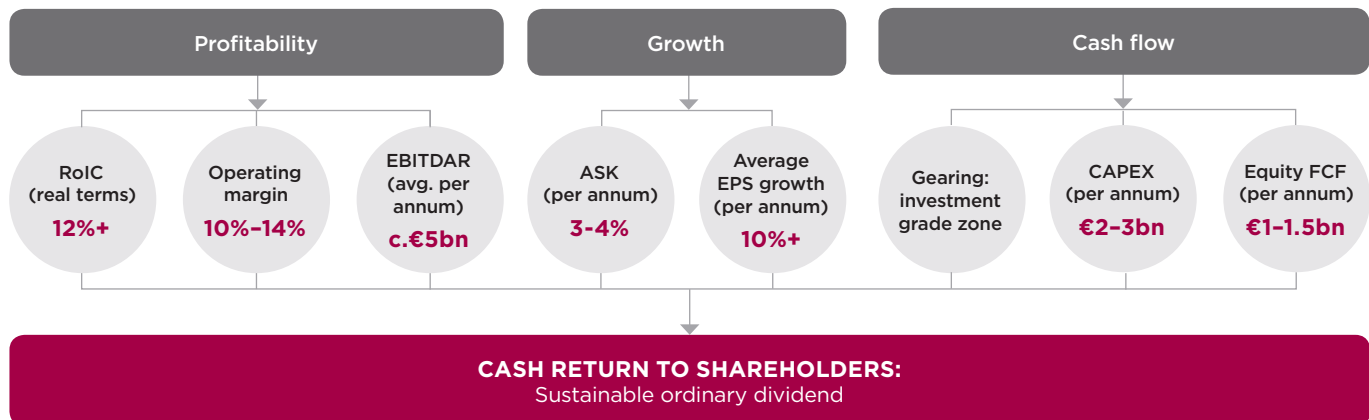 Profitability
Growth
Cash flow
RoIC
(real terms)
12%+
Operating
margin
10%–14%
EBITDAR
(avg. per
annum)
c.€5bn
ASK
(per annum)
3-4%
Average
EPS growth
(per annum)
10%+
Gearing:
investment
grade zone
CAPEX
(per annum)
€2–3bn
Equity FCF
(per annum)
€1–1.5bn
CASH RETURN TO SHAREHOLDERS:
Sustainable ordinary dividend